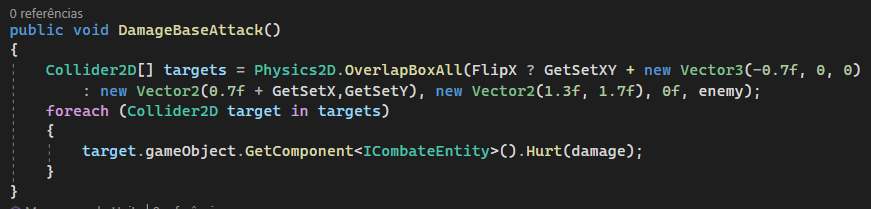 0 referências
public void DamageBaseAttack()
{
Collider2D[] targets = Physics2D.OverlapBoxAll(FlipX ? GetSetXY + new Vector3(-0.7f, 0, 0)
: new Vector2(0.7f + GetSetX,GetSetY), new Vector2(1.3f, 1.7f), 0f, enemy);
foreach (Collider2D target in targets)
{
target.gameObject.GetComponent<ICombateEntity>().Hurt(damage);
}
}